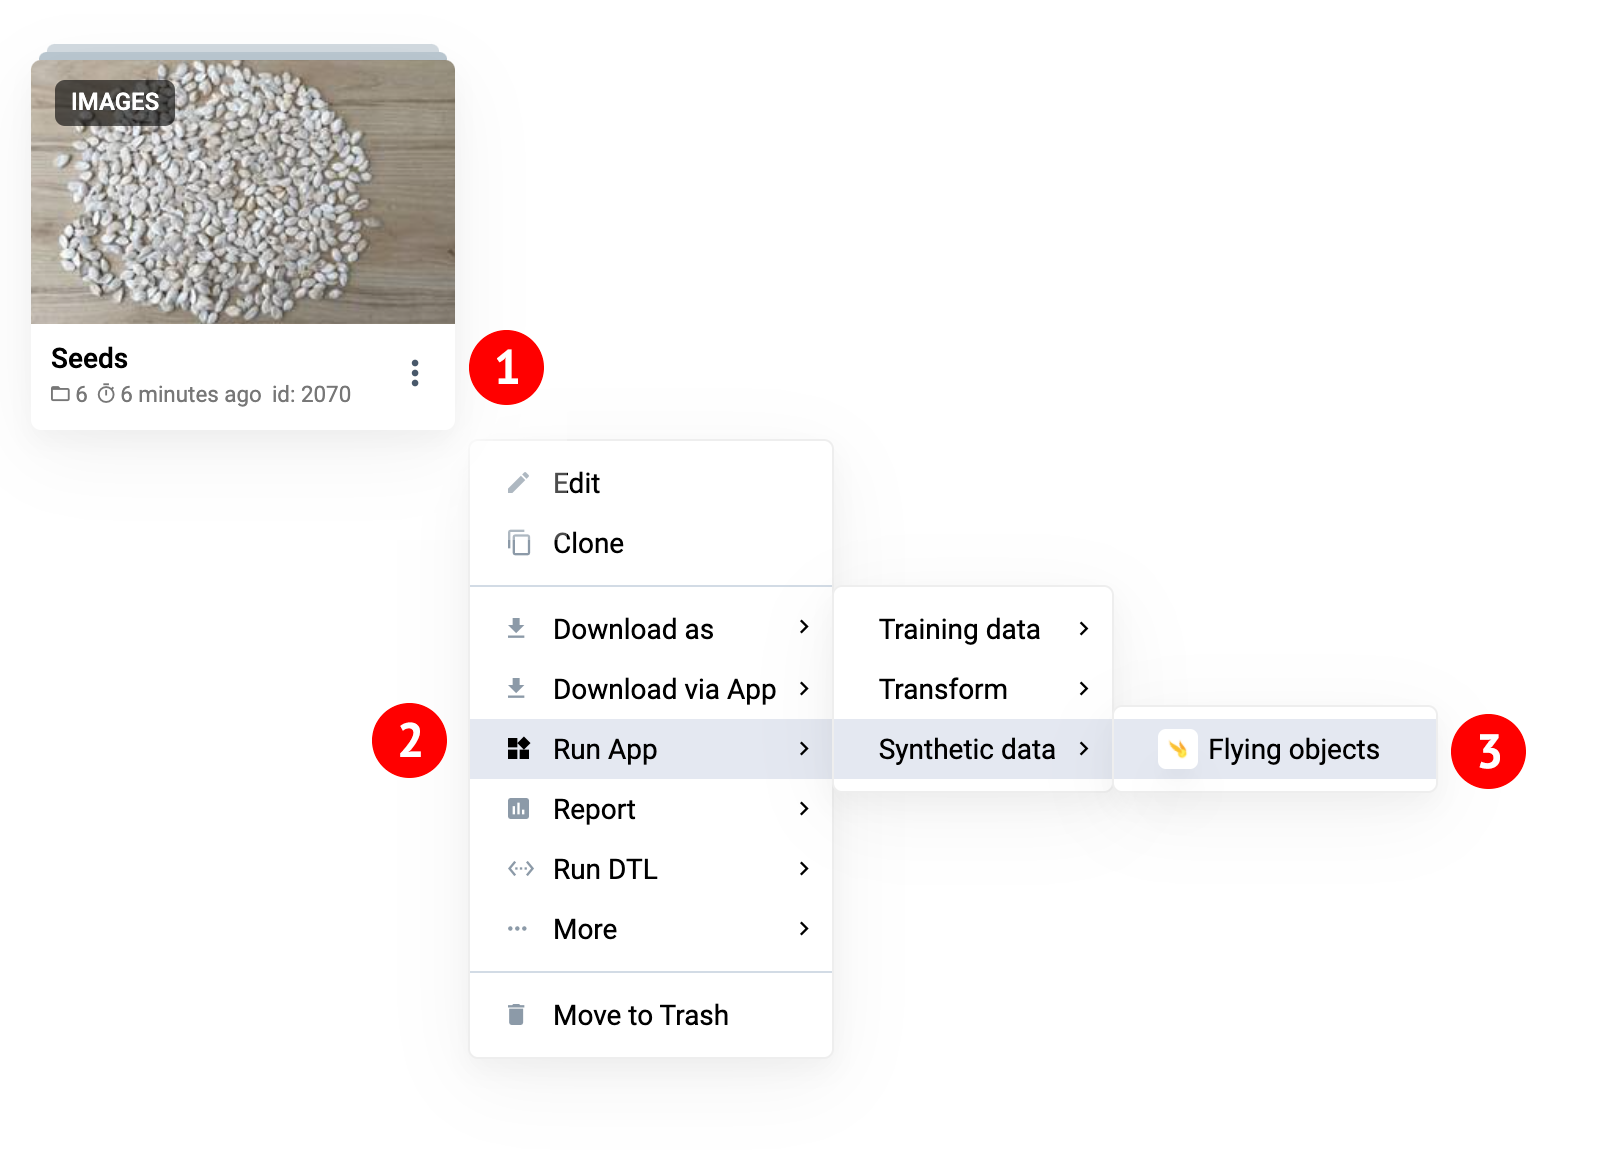 IMAGES
Seeds
6 6 minutes ago id: 2070
1
Edit
Clone
Download as
Training data
Download via App
Transform
2
Run App
Synthetic data
Flying objects
3
Report
Run DTL
More
Move to Trash